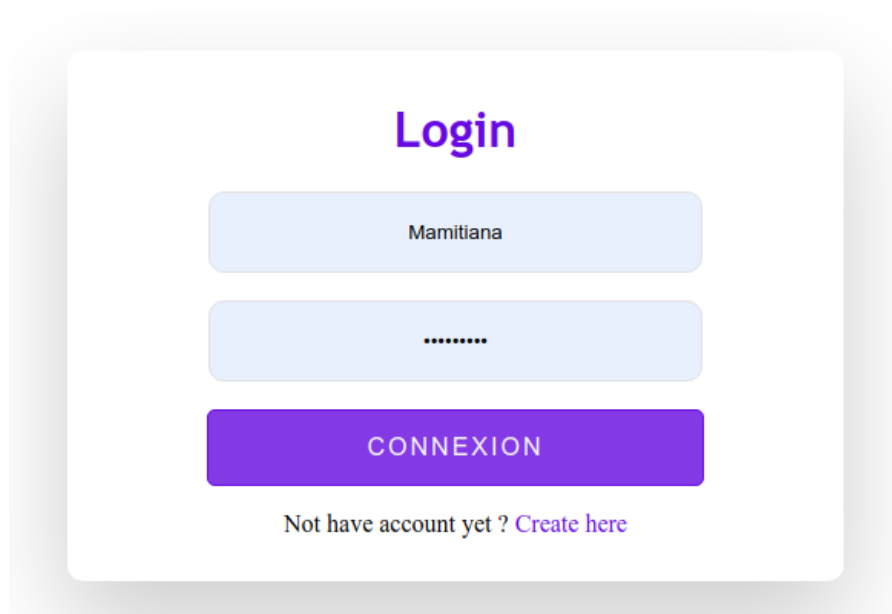 Login
Mamitiana
•••••••••
CONNEXION
Not have account yet ? Create here